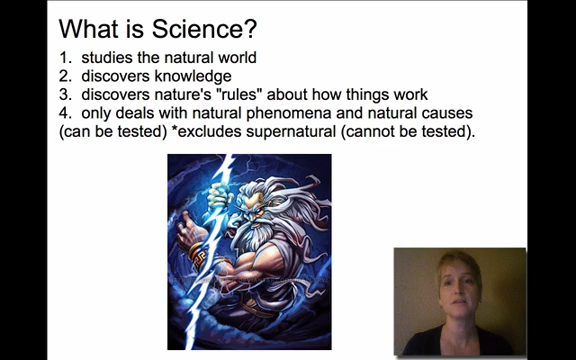 What is Science?
1. studies the natural world
2. discovers knowledge
3. discovers nature's "rules" about how things work
4. only deals with natural phenomena and natural causes
(can be tested) *excludes supernatural (cannot be tested).